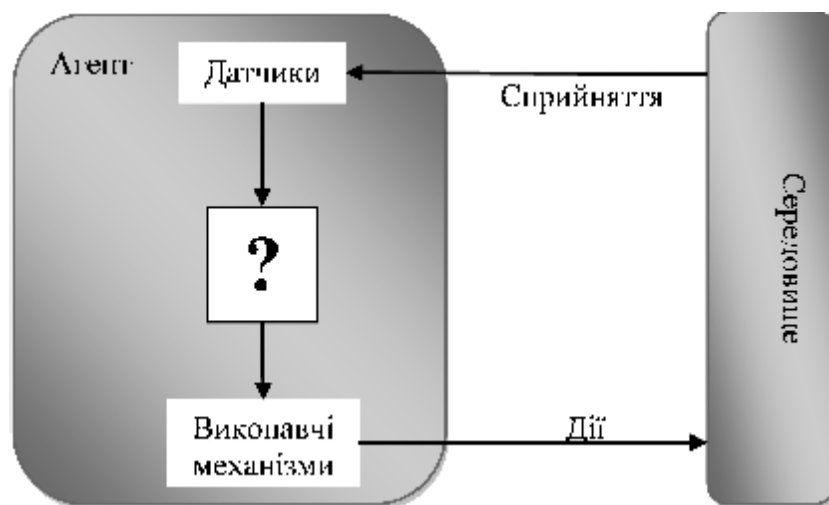 Агент
Датчики
Сприйняття
?
Середовище
Виконавчі
механізми
Дії